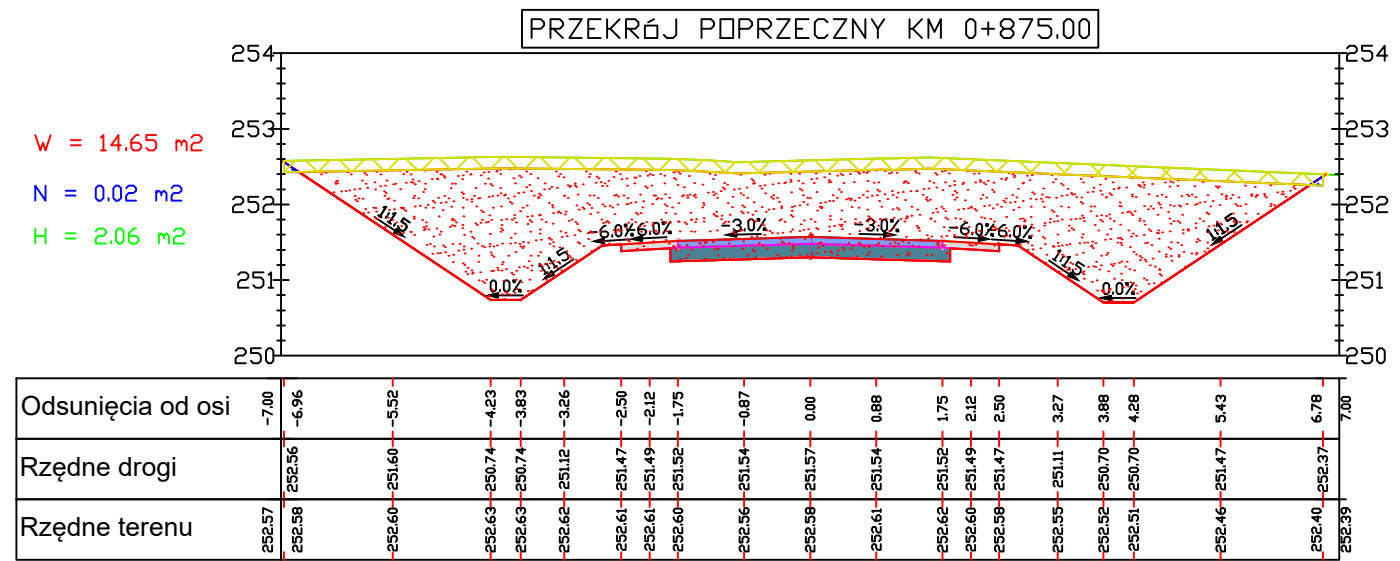 PRZEKRóJ POPRZECZNY KM 0+875.00
254 254
253 253
W = 14.65 m2
N = 0.02 m2
252 252
H = 2.06 m2
1:1.5 -6.0% -6.0% -3.0% -3.0% -6.0% -6.0% 1:1.5
251 1:1.5 1:1.5 251
0.0% 0.0%
250 250
Odsunięcia od osi -7.00 -6.96 -5.52 -4.23 -3.83 -3.26 -2.50 -2.12 -1.75 -0.87 0.00 0.88 1.75 2.12 2.50 3.27 3.88 4.28 5.43 6.78 7.00
Rzędne drogi 252.56 251.60 250.74 250.74 251.12 251.47 251.49 251.52 251.54 251.57 251.54 251.52 251.49 251.47 251.11 250.70 250.70 251.47 252.37
Rzędne terenu 252.57 252.58 252.60 252.63 252.63 252.62 252.61 252.61 252.60 252.56 252.58 252.61 252.62 252.60 252.58 252.55 252.52 252.51 252.46 252.40 252.39